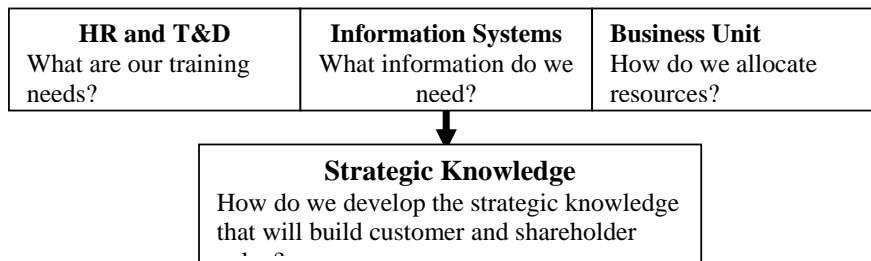 HR and T&D
What are our training
needs?
Information Systems
What information do we
need?
Business Unit
How do we allocate
resources?
Strategic Knowledge
How do we develop the strategic knowledge
that will build customer and shareholder